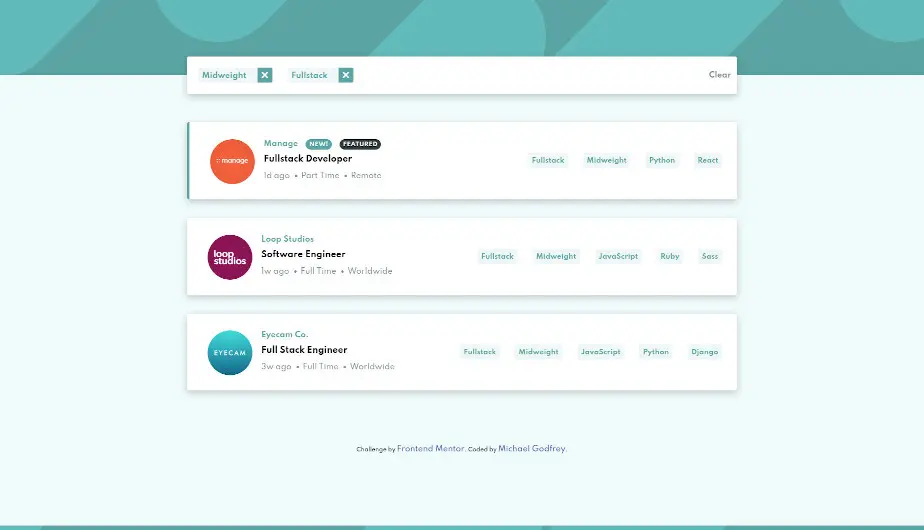 Midweight Fullstack Clear
manage
Manage NEW! FEATURED
Fullstack Developer
1d ago • Part Time • Remote
Fullstack Midweight Python React
loop
studios
Loop Studios
Software Engineer
1w ago • Full Time • Worldwide
Fullstack Midweight JavaScript Ruby Sass
EYECAM
Eyecam Co.
Full Stack Engineer
3w ago • Full Time • Worldwide
Fullstack Midweight JavaScript Python Django
Challenge by Frontend Mentor. Coded by Michael Godfrey.